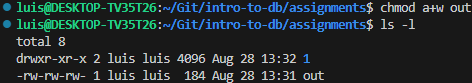 luis@DESKTOP-TV35T26:~/Git/intro-to-db/assignments$ chmod a+w out
luis@DESKTOP-TV35T26:~/Git/intro-to-db/assignments$ ls -l
total 8
drwxr-xr-x 2 luis luis 4096 Aug 28 13:32 1
-rw-rw-rw- 1 luis luis  184 Aug 28 13:31 out